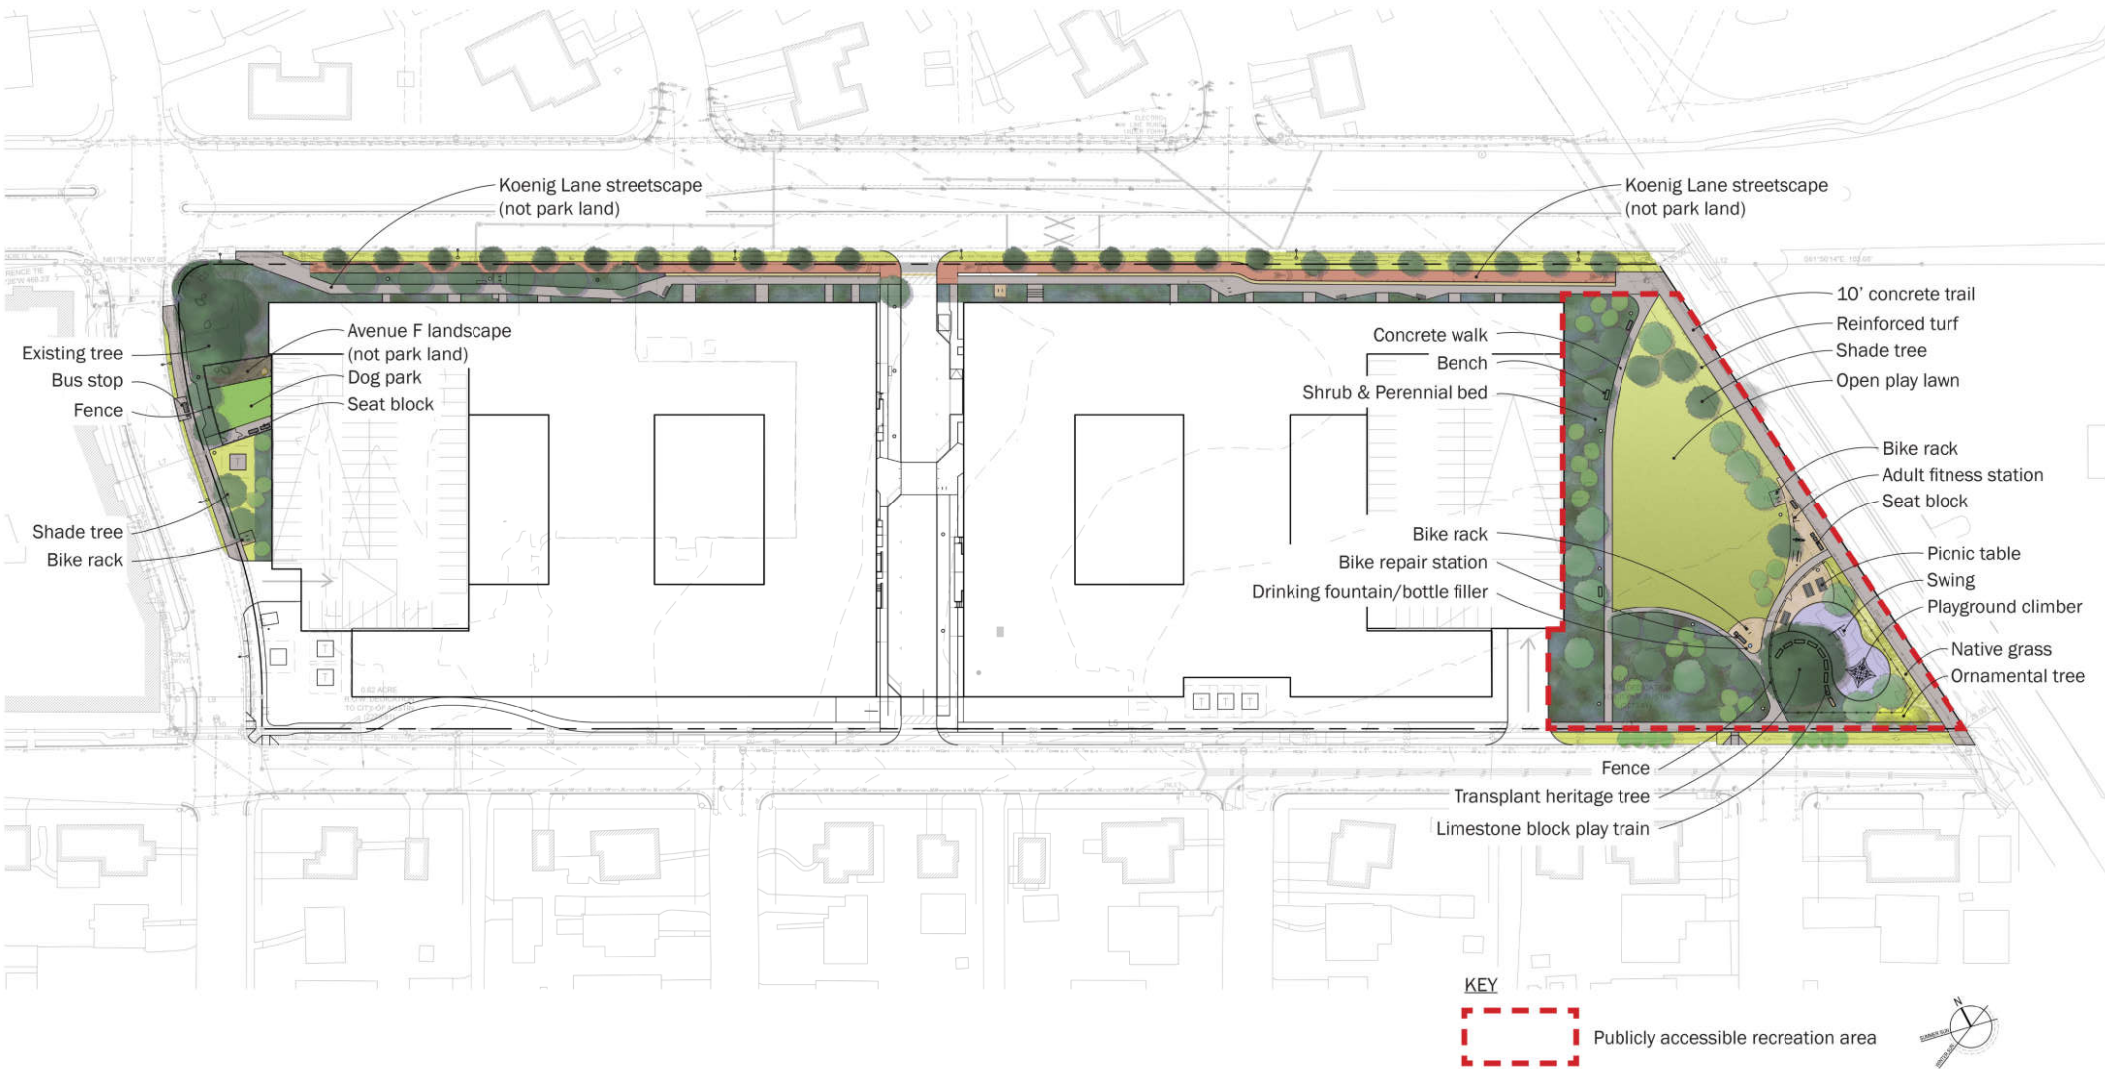 Koenig Lane streetscape
(not park land)
Koenig Lane streetscape
(not park land)
Existing tree
Bus stop
Fence
Avenue F landscape
(not park land)
Dog park
Seat block
Shade tree
Bike rack
Concrete walk
Bench
Shrub & Perennial bed
Bike rack
Bike repair station
Drinking fountain/bottle filler
10' concrete trail
Reinforced turf
Shade tree
Open play lawn
Bike rack
Adult fitness station
Seat block
Picnic table
Swing
Playground climber
Native grass
Ornamental tree
Fence
Transplant heritage tree
Limestone block play train
KEY
Publicly accessible recreation area
N
SUMMER SUN
WINTER SUN
T
T
T
T T T